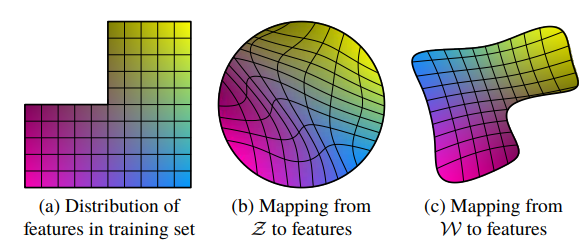 (a) Distribution of
features in training set
(b) Mapping from
𝒵 to features
(c) Mapping from
𝒲 to features